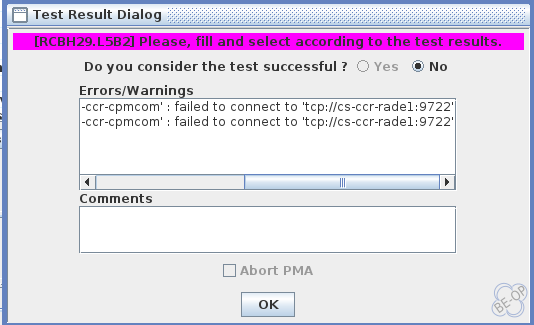 Test Result Dialog
[RCBH29.L5B2] Please, fill and select according to the test results.
Do you consider the test successful ? Yes No
Errors/Warnings
-ccr-cpmcom' : failed to connect to 'tcp://cs-ccr-rade1:9722'
-ccr-cpmcom' : failed to connect to 'tcp://cs-ccr-rade1:9722'
Comments
Abort PMA
OK
BE-OP